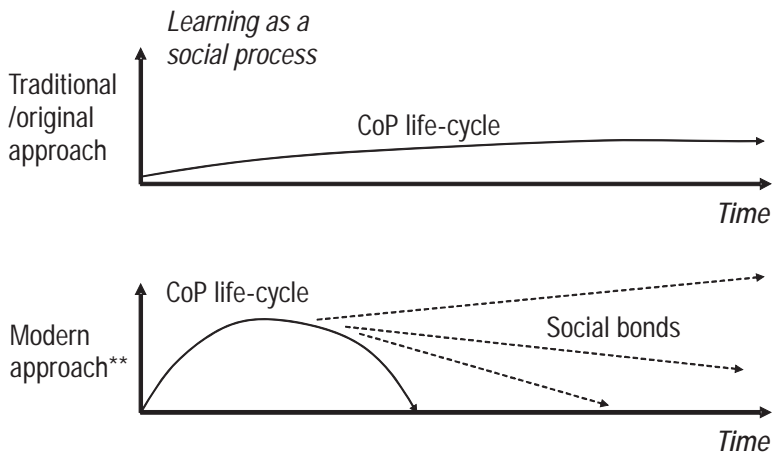 Learning as a
social process
Traditional
/original
approach
CoP life-cycle
Time
CoP life-cycle
Modern
approach**
Social bonds
Time